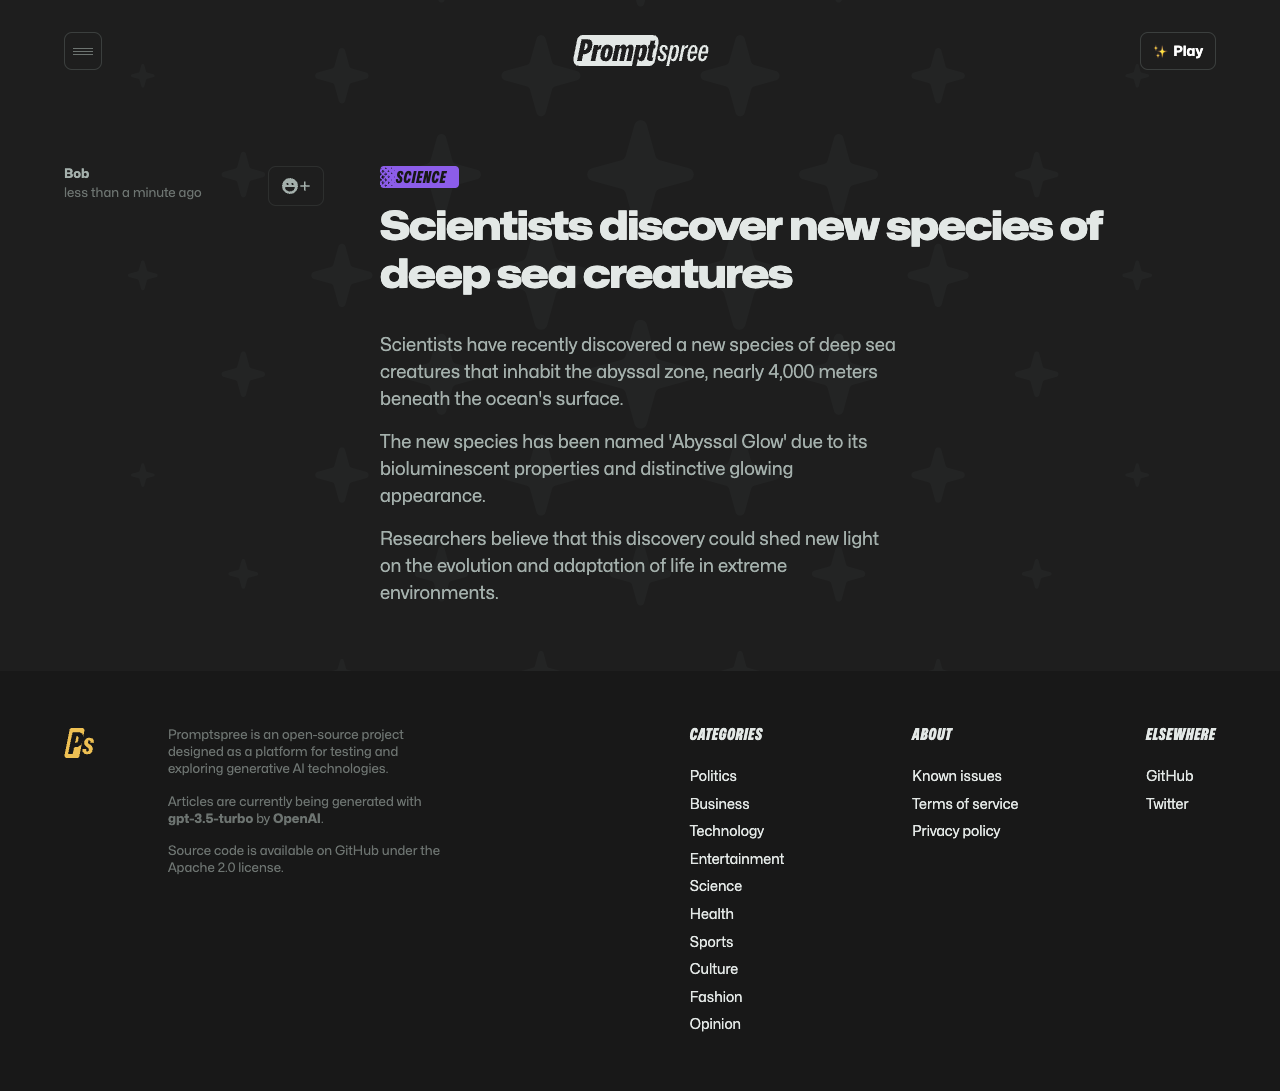 Promptspree
Play
Bob
less than a minute ago
SCIENCE
Scientists discover new species of
deep sea creatures
Scientists have recently discovered a new species of deep sea
creatures that inhabit the abyssal zone, nearly 4,000 meters
beneath the ocean's surface.
The new species has been named 'Abyssal Glow' due to its
bioluminescent properties and distinctive glowing
appearance.
Researchers believe that this discovery could shed new light
on the evolution and adaptation of life in extreme
environments.
Ps
Promptspree is an open-source project
designed as a platform for testing and
exploring generative AI technologies.
Articles are currently being generated with
gpt-3.5-turbo by OpenAI.
Source code is available on GitHub under the
Apache 2.0 license.
CATEGORIES
Politics
Business
Technology
Entertainment
Science
Health
Sports
Culture
Fashion
Opinion
ABOUT
Known issues
Terms of service
Privacy policy
ELSEWHERE
GitHub
Twitter